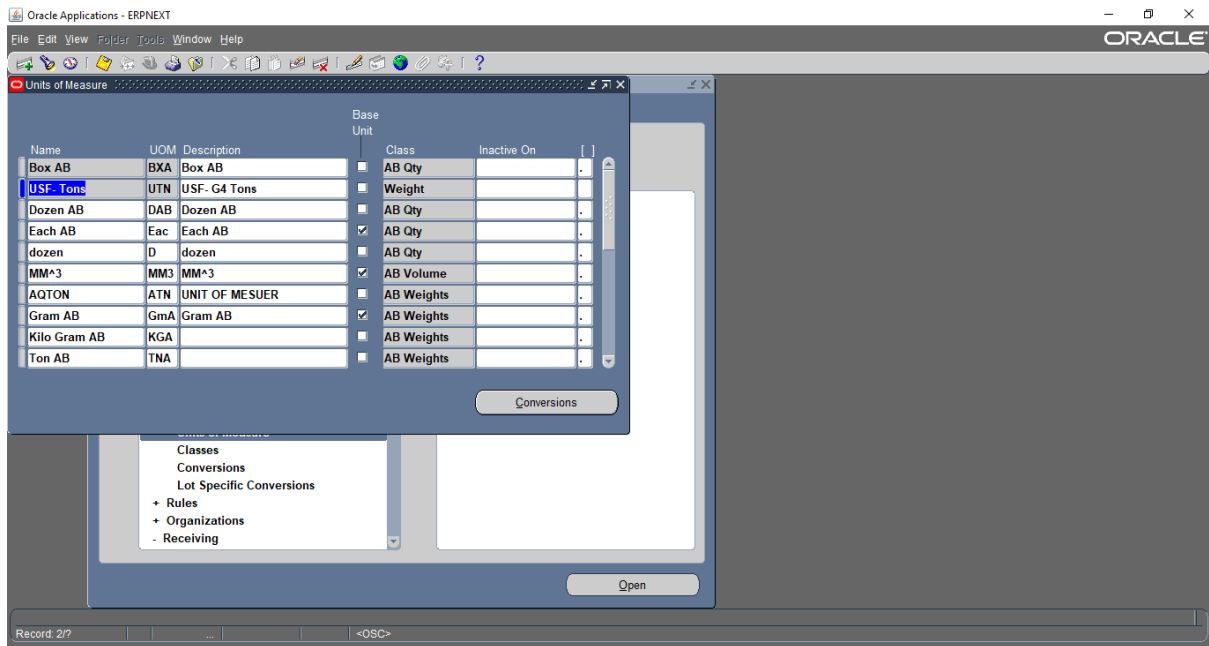 Oracle Applications - ERPNEXT
File Edit View Folder Tools Window Help
ORACLE
Units of Measure
Base
Unit
Name UOM Description Class Inactive On [ ]
Box AB BXA Box AB AB Qty .
USF- Tons UTN USF- G4 Tons Weight
Dozen AB DAB Dozen AB AB Qty .
Each AB Eac Each AB AB Qty .
dozen D dozen AB Qty .
MM^3 MM3 MM^3 AB Volume .
AQTON ATN UNIT OF MESUER AB Weights .
Gram AB GmA Gram AB AB Weights .
Kilo Gram AB KGA AB Weights .
Ton AB TNA AB Weights .
Conversions
Units of Measure
Classes
Conversions
Lot Specific Conversions
+ Rules
+ Organizations
- Receiving
Open
Record: 2/? ... <OSC>